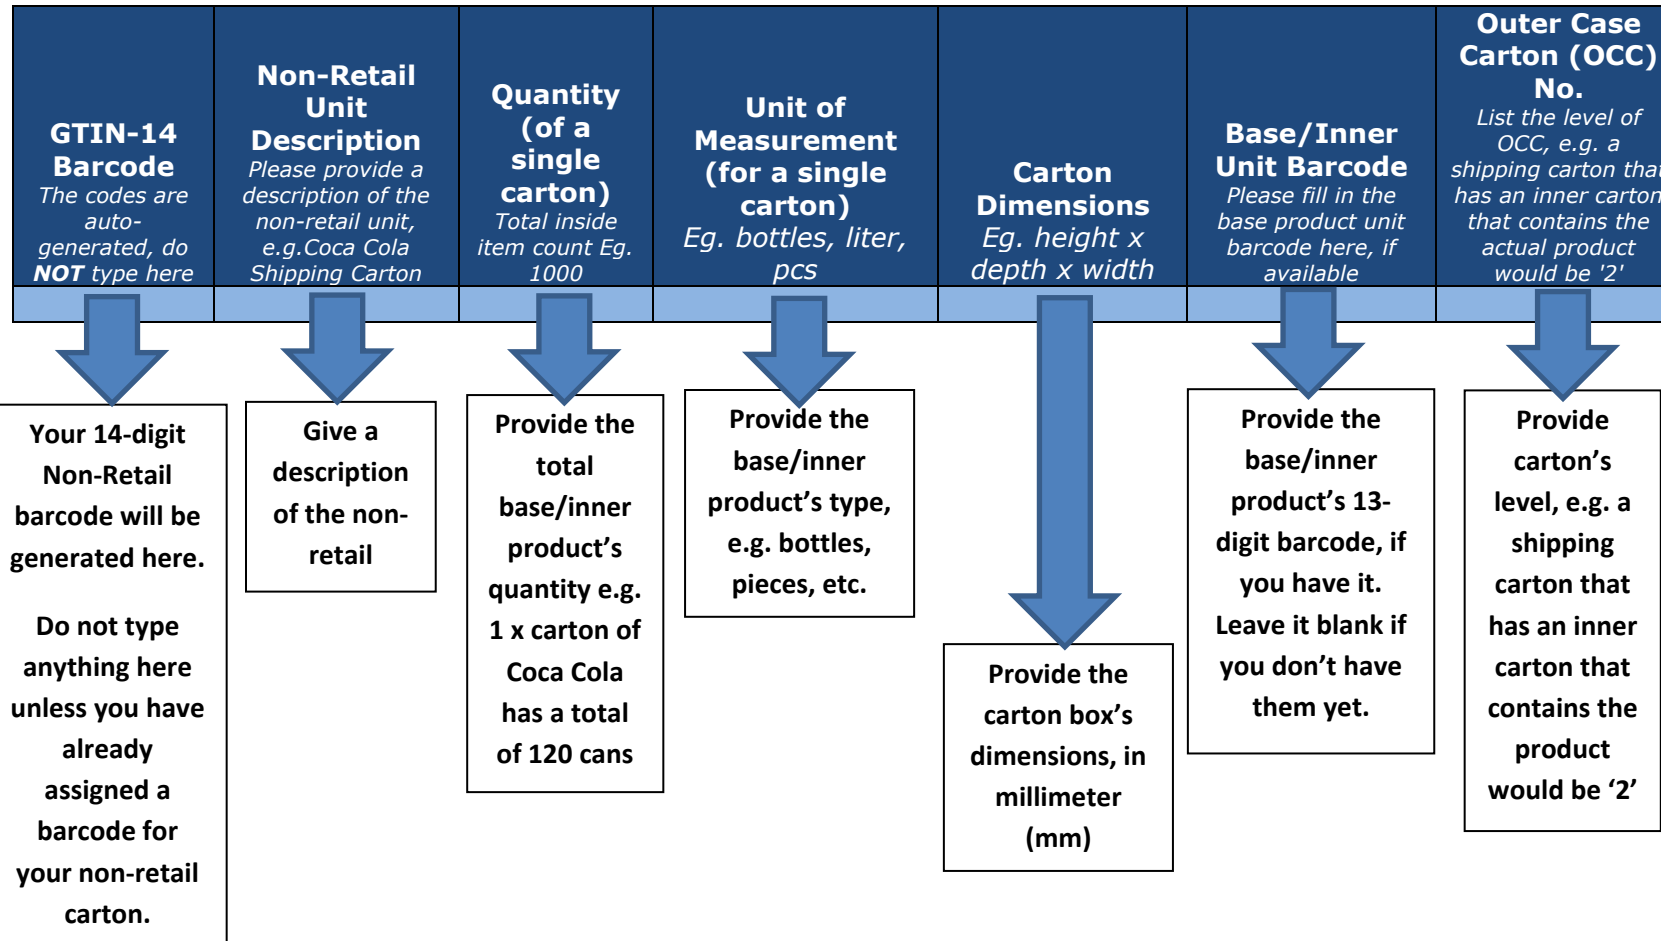 GTIN-14
Barcode
The codes are
auto-
generated, do
NOT type here
Non-Retail
Unit
Description
Please provide a
description of the
non-retail unit,
e.g.Coca Cola
Shipping Carton
Quantity
(of a
single
carton)
Total inside
item count Eg.
1000
Unit of
Measurement
(for a single
carton)
Eg. bottles, liter,
pcs
Carton
Dimensions
Eg. height x
depth x width
Base/Inner
Unit Barcode
Please fill in the
base product unit
barcode here, if
available
Outer Case
Carton (OCC)
No.
List the level of
OCC, e.g. a
shipping carton that
has an inner carton
that contains the
actual product
would be '2'
Your 14-digit
Non-Retail
barcode will be
generated here.
Do not type
anything here
unless you have
already
assigned a
barcode for
your non-retail
carton.
Give a
description
of the non-
retail
Provide the
total
base/inner
product’s
quantity e.g.
1 x carton of
Coca Cola
has a total
of 120 cans
Provide the
base/inner
product’s type,
e.g. bottles,
pieces, etc.
Provide the
carton box’s
dimensions, in
millimeter
(mm)
Provide the
base/inner
product’s 13-
digit barcode, if
you have it.
Leave it blank if
you don’t have
them yet.
Provide
carton’s
level, e.g. a
shipping
carton that
has an inner
carton that
contains the
product
would be ‘2’